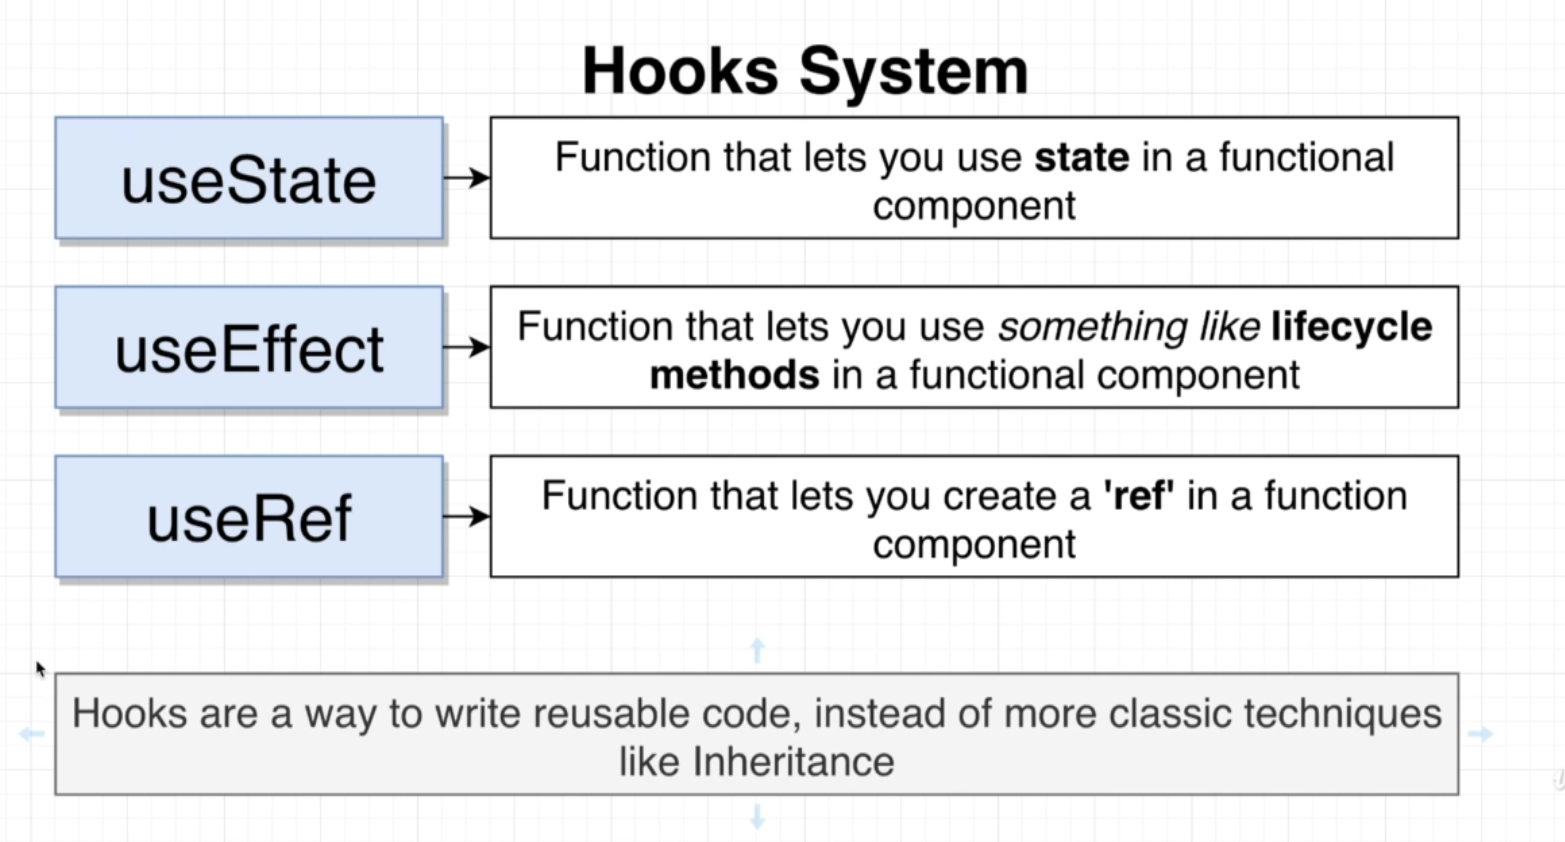 Hooks System
useState
Function that lets you use state in a functional
component
useEffect
Function that lets you use something like lifecycle
methods in a functional component
useRef
Function that lets you create a 'ref' in a function
component
Hooks are a way to write reusable code, instead of more classic techniques
like Inheritance